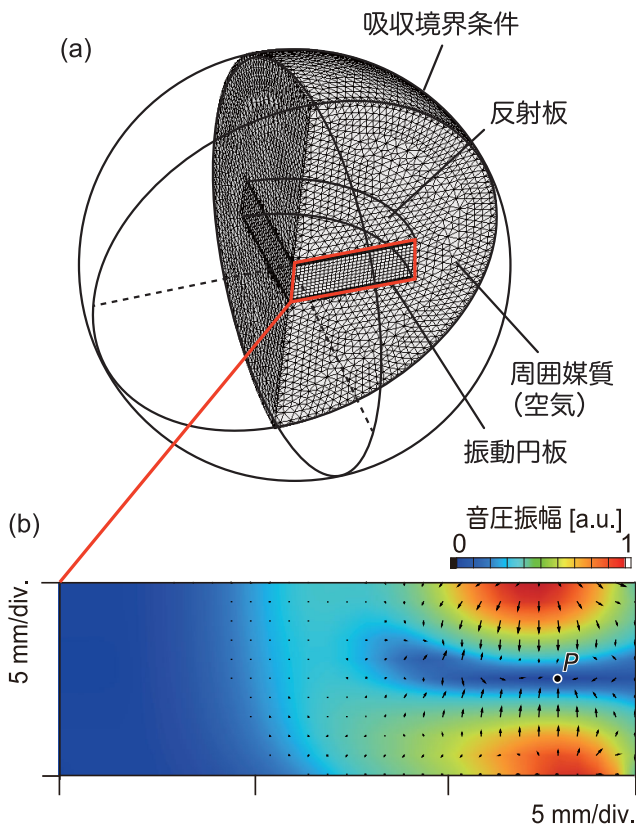 (a)
吸収境界条件
反射板
周囲媒質
(空気)
振動円板
(b)
音圧振幅 [a.u.]
0 1
5 mm/div.
P
5 mm/div.